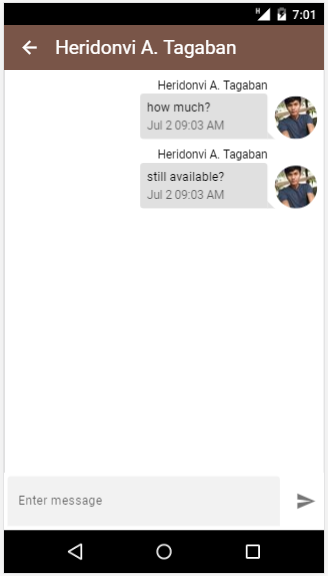 H 7:01
Heridonvi A. Tagaban
Heridonvi A. Tagaban
how much?
Jul 2 09:03 AM
Heridonvi A. Tagaban
still available?
Jul 2 09:03 AM
Enter message